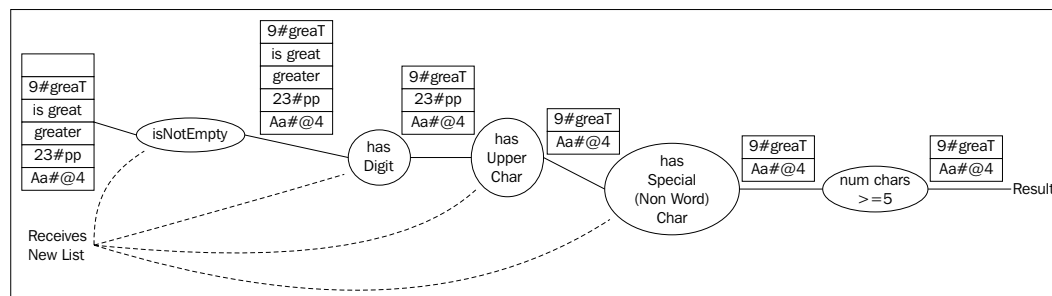 9#greaT
is great
greater
23#pp
Aa#@4
isNotEmpty
9#greaT
is great
greater
23#pp
Aa#@4
has
Digit
9#greaT
23#pp
Aa#@4
has
Upper
Char
9#greaT
Aa#@4
has
Special
(Non Word)
Char
9#greaT
Aa#@4
num chars
>=5
9#greaT
Aa#@4
Result
Receives
New List